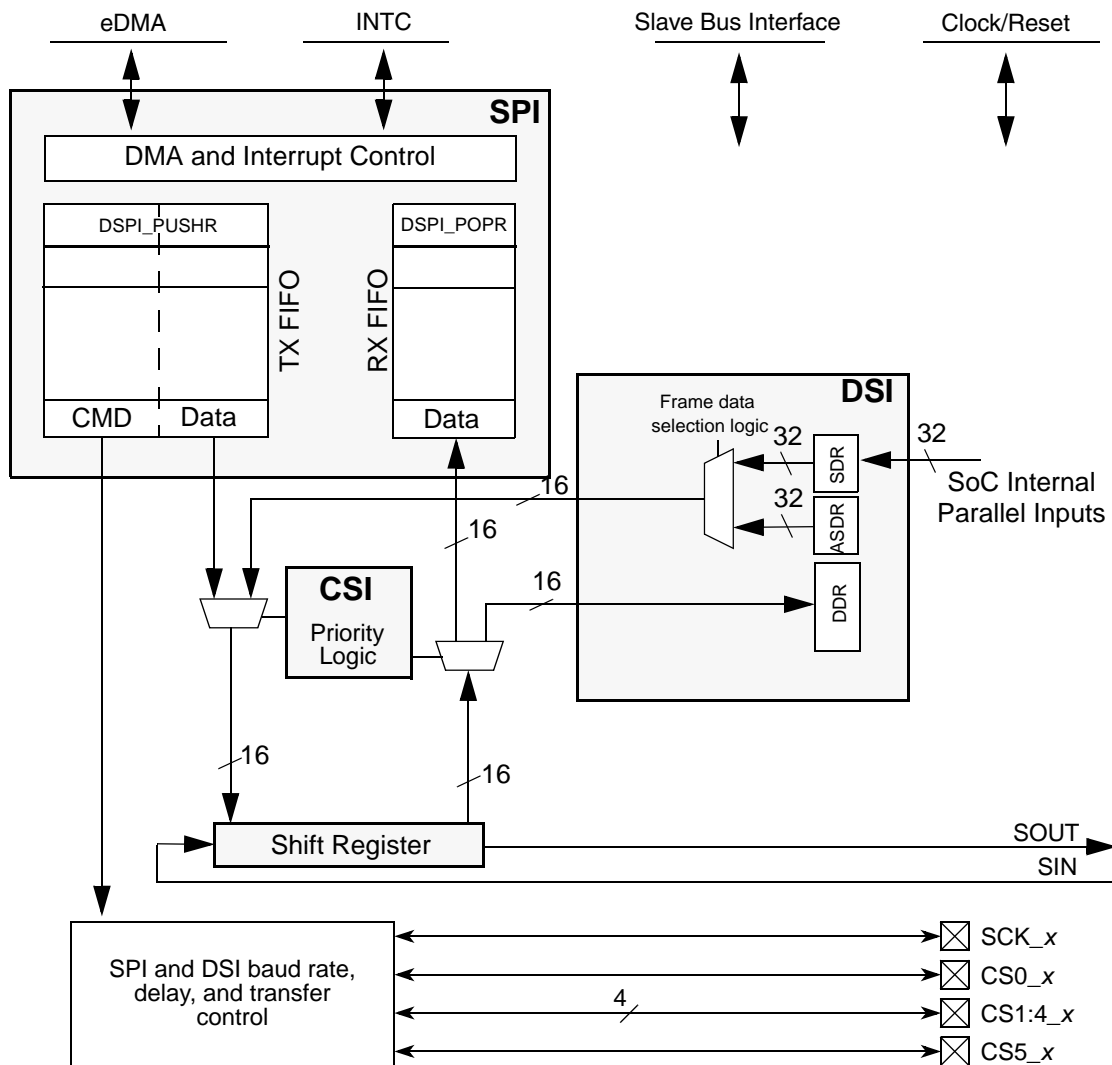 eDMA
INTC
Slave Bus Interface
Clock/Reset
SPI
DMA and Interrupt Control
DSPI_PUSHR
DSPI_POPR
TX FIFO
RX FIFO
CMD
Data
Data
DSI
Frame data
selection logic
32
SDR
32
SoC Internal
Parallel Inputs
32
ASDR
16
16
16
DDR
CSI
Priority
Logic
16
16
Shift Register
SOUT
SIN
SPI and DSI baud rate,
delay, and transfer
control
SCK_x
CS0_x
4
CS1:4_x
CS5_x